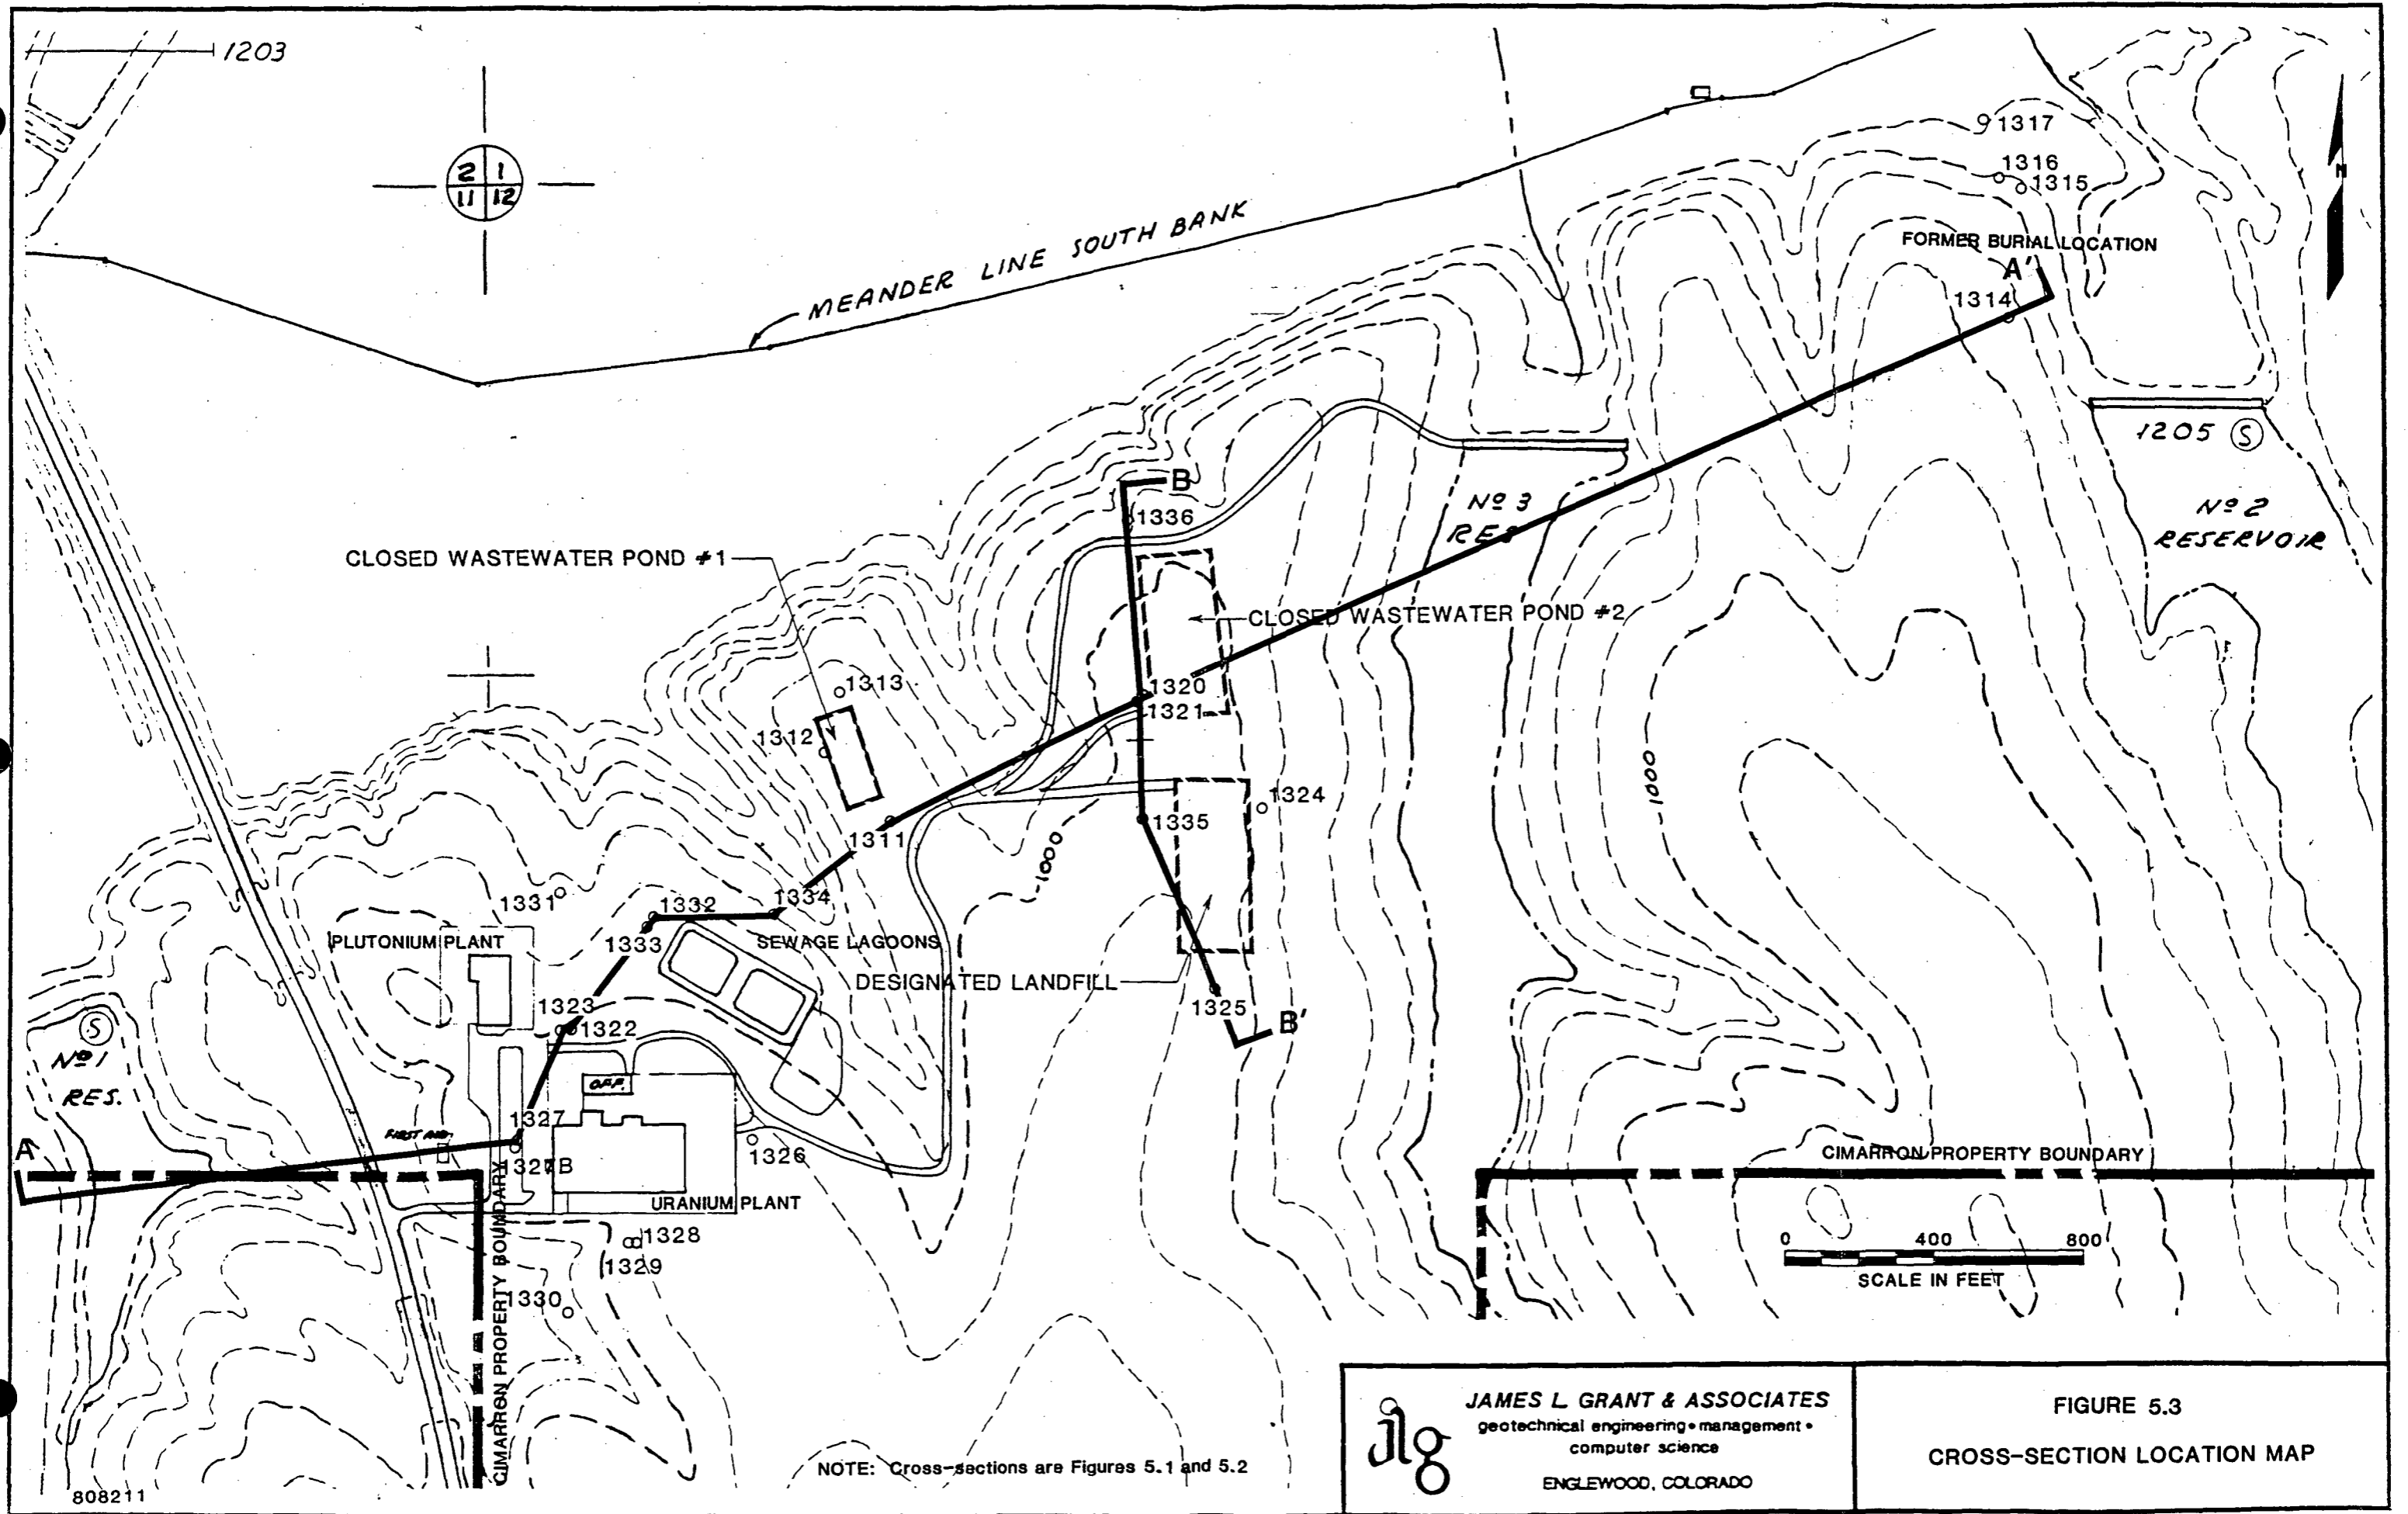 1203
2 1
11 12
MEANDER LINE SOUTH BANK
1317
1316
1315
N
FORMER BURIAL LOCATION
A'
1314
1205 S
Nº 2
RESERVOIR
B
1336
Nº 3
RES
CLOSED WASTEWATER POND #1
CLOSED WASTEWATER POND #2
1313
1320
1321
1312
1324
1335
1311
1000
1000
1334
1332
1331
1333
PLUTONIUM PLANT
SEWAGE LAGOONS
DESIGNATED LANDFILL
1323
1322
1325
B'
S
Nº 1
RES.
OFF.
1327
FIRST AID
A
1327B
1326
URANIUM PLANT
CIMARRON PROPERTY BOUNDARY
CIMARRON PROPERTY BOUNDARY
1328
1329
1330
0 400 800
SCALE IN FEET
NOTE: Cross-sections are Figures 5.1 and 5.2
808211
jlg
JAMES L GRANT & ASSOCIATES
geotechnical engineering • management •
computer science
ENGLEWOOD, COLORADO
FIGURE 5.3
CROSS-SECTION LOCATION MAP